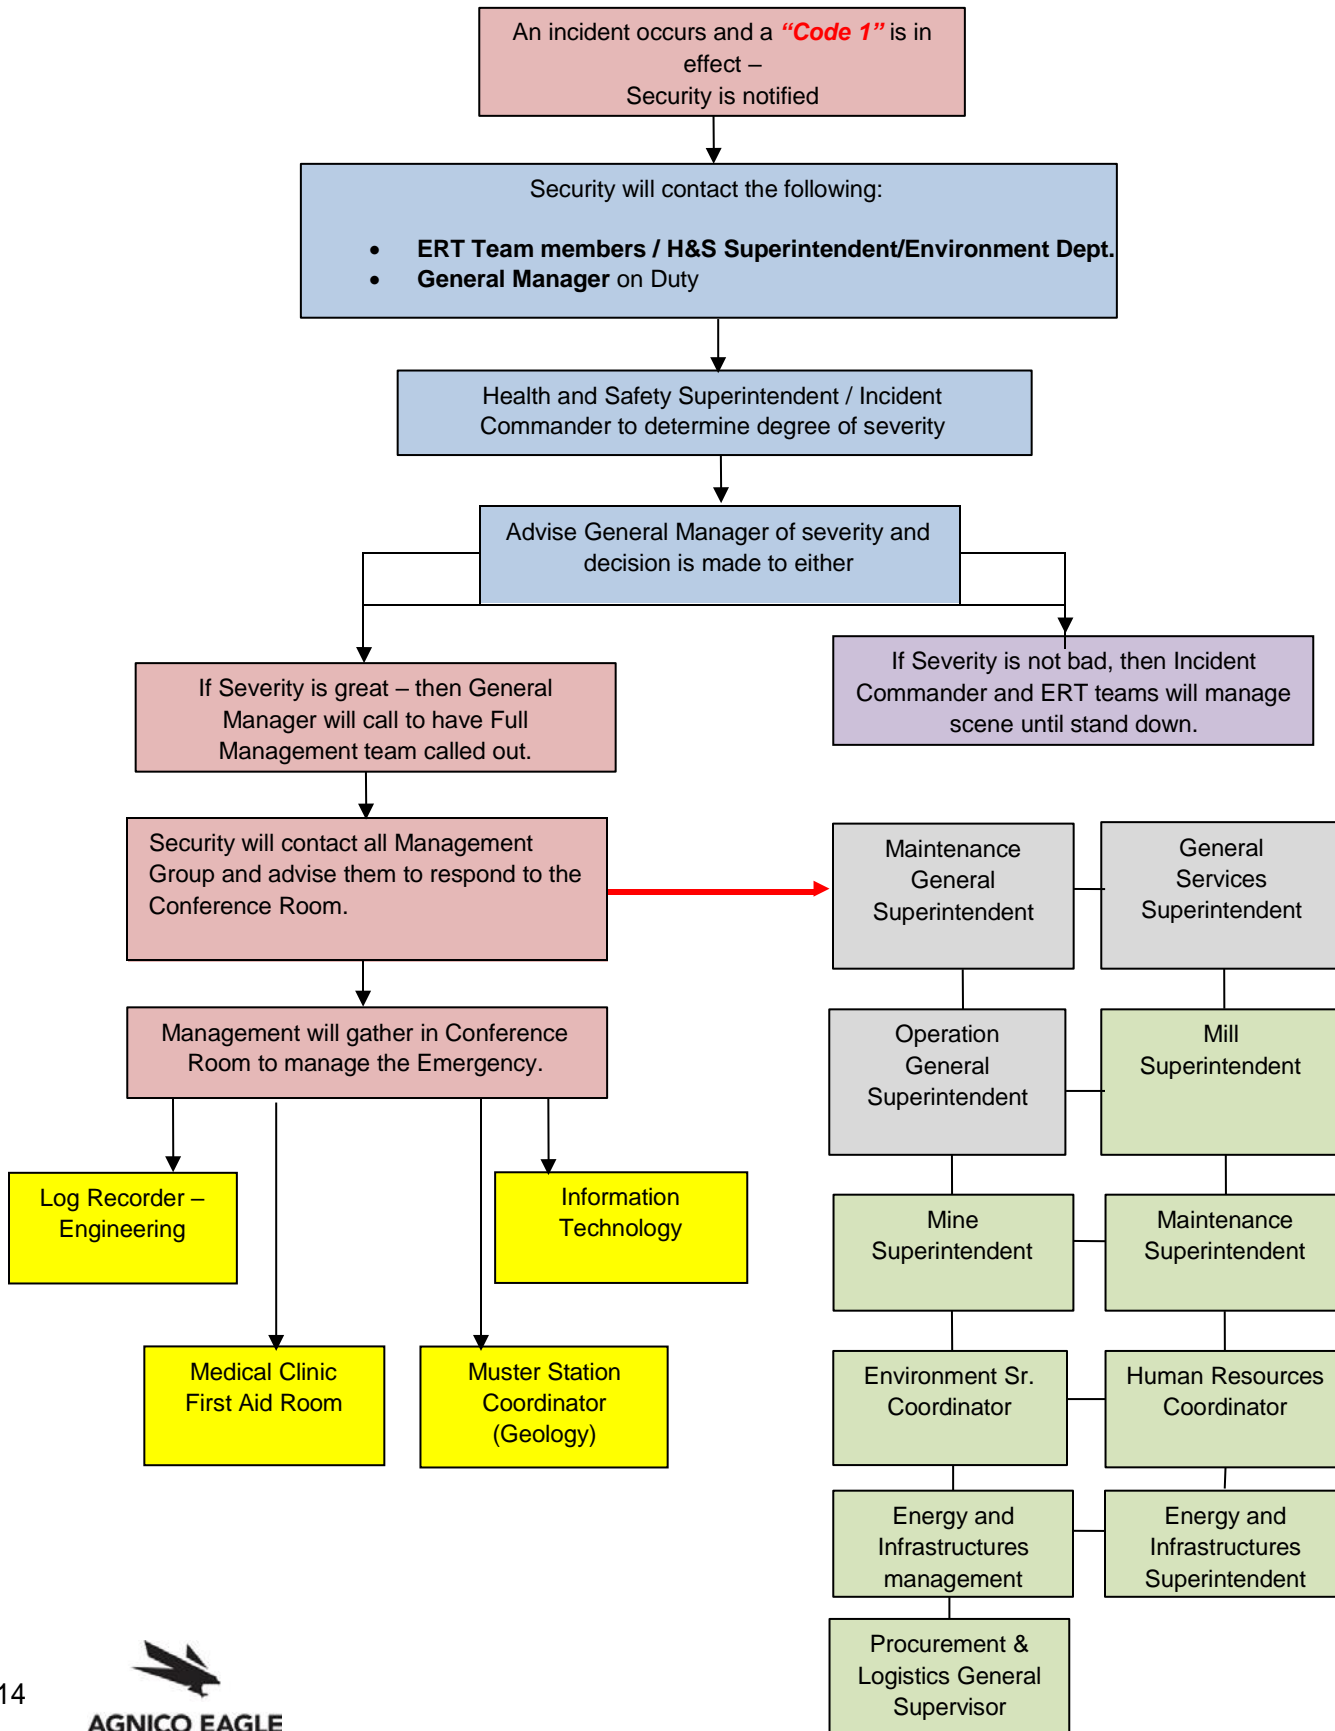 An incident occurs and a “Code 1” is in
effect –
Security is notified
Security will contact the following:
• ERT Team members / H&S Superintendent/Environment Dept.
• General Manager on Duty
Health and Safety Superintendent / Incident
Commander to determine degree of severity
Advise General Manager of severity and
decision is made to either
If Severity is great – then General
Manager will call to have Full
Management team called out.
If Severity is not bad, then Incident
Commander and ERT teams will manage
scene until stand down.
Security will contact all Management
Group and advise them to respond to the
Conference Room.
Management will gather in Conference
Room to manage the Emergency.
Log Recorder –
Engineering
Information
Technology
Medical Clinic
First Aid Room
Muster Station
Coordinator
(Geology)
Maintenance
General
Superintendent
General
Services
Superintendent
Operation
General
Superintendent
Mill
Superintendent
Mine
Superintendent
Maintenance
Superintendent
Environment Sr.
Coordinator
Human Resources
Coordinator
Energy and
Infrastructures
management
Energy and
Infrastructures
Superintendent
Procurement &
Logistics General
Supervisor
14
AGNICO EAGLE